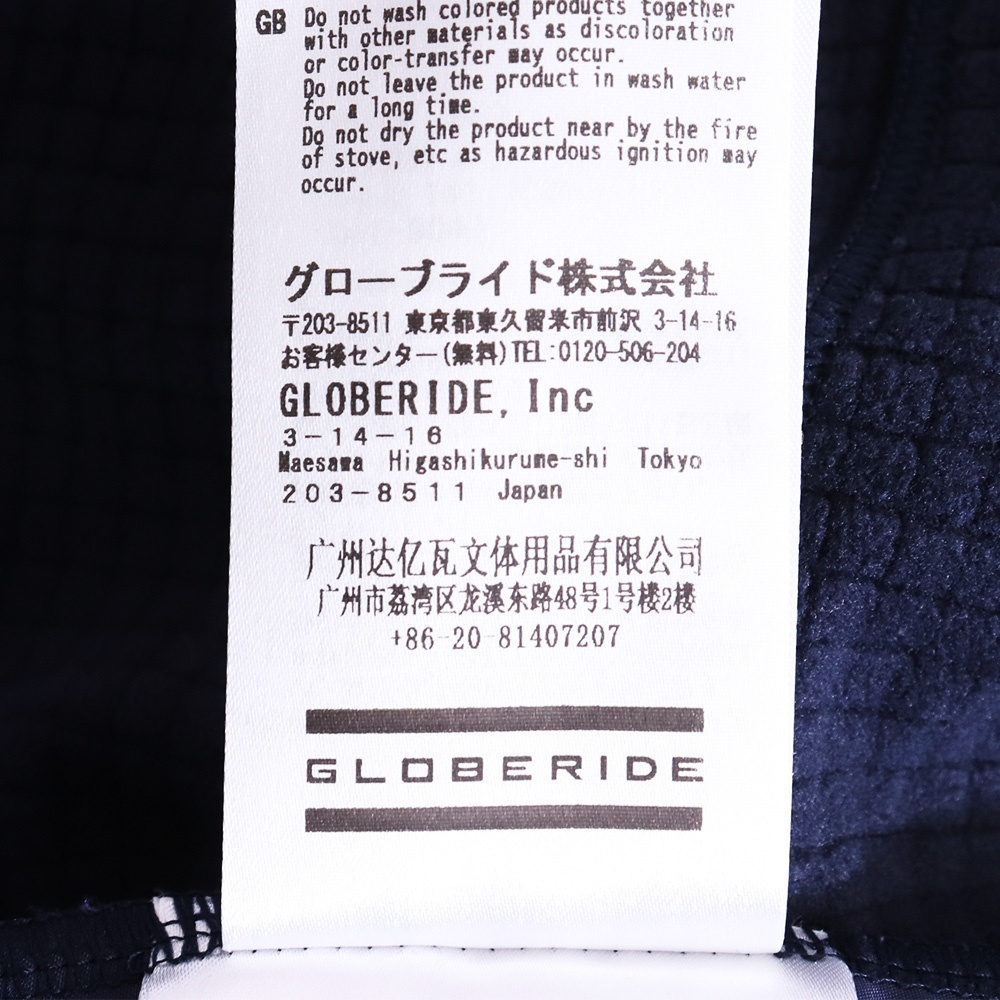 GB Do not wash colored products together
with other materials as discoloration
or color-transfer may occur.
Do not leave the product in wash water
for a long time.
Do not dry the product near by the fire
of stove, etc as hazardous ignition may
occur.
グローブライド株式会社
〒203-8511 東京都東久留米市前沢 3-14-16
お客様センター(無料)TEL:0120-506-204
GLOBERIDE, Inc
3-14-16
Maesawa Higashikurume-shi Tokyo
203-8511 Japan
广州达亿瓦文体用品有限公司
广州市荔湾区龙溪东路48号1号楼2楼
+86-20-81407207
GLOBERIDE